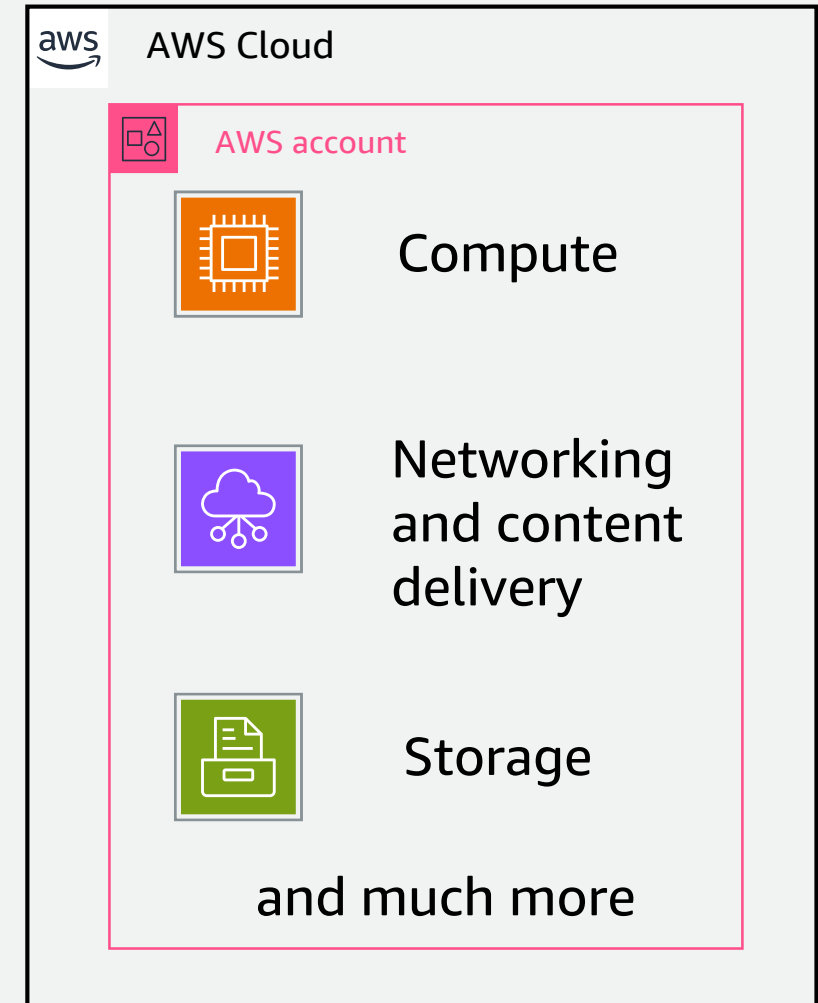 aws
AWS Cloud
AWS account
Compute
Networking
and content
delivery
Storage
and much more